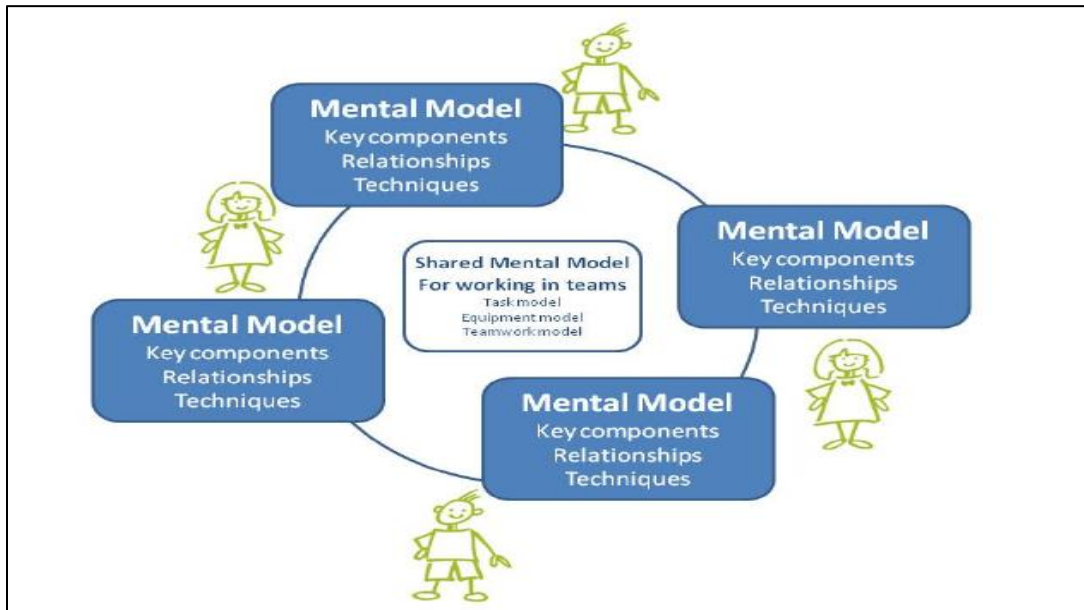 Mental Model
Key components
Relationships
Techniques
Mental Model
Key components
Relationships
Techniques
Shared Mental Model
For working in teams
Task model
Equipment model
Teamwork model
Mental Model
Key components
Relationships
Techniques
Mental Model
Key components
Relationships
Techniques